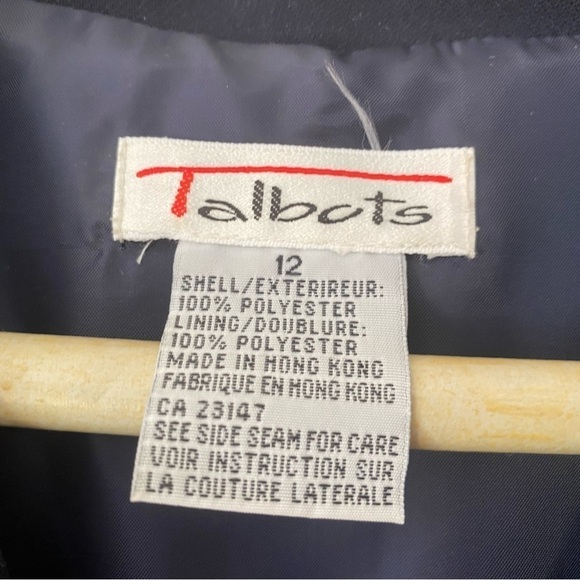 Talbots
12
SHELL/EXTERIREUR:
100% POLYESTER
LINING/DOUBLURE:
100% POLYESTER
MADE IN HONG KONG
FABRIQUE EN HONG KONG
CA 23147
SEE SIDE SEAM FOR CARE
VOIR INSTRUCTION SUR
LA COUTURE LATERALE